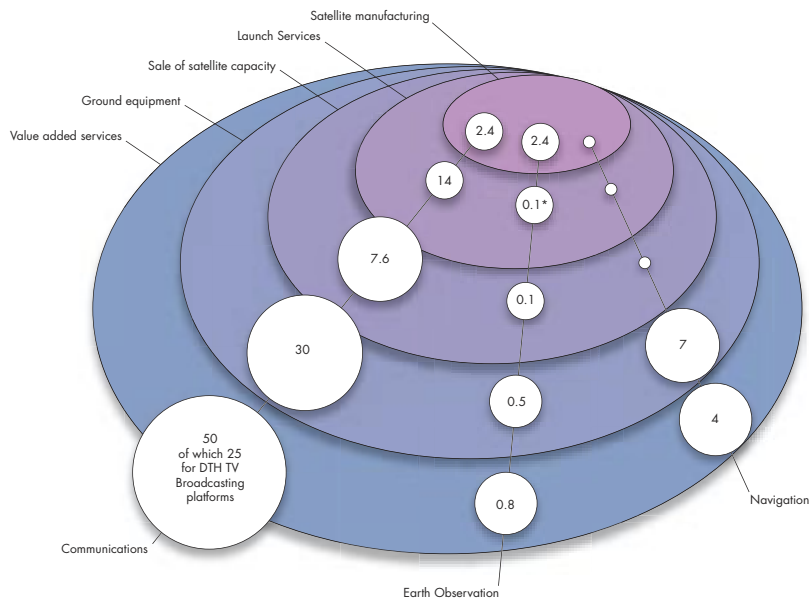 Satellite manufacturing
Launch Services
Sale of satellite capacity
Ground equipment
Value added services
2.4
2.4
14
0.1*
7.6
0.1
30
7
0.5
4
50
of which 25
for DTH TV
Broadcasting
platforms
0.8
Navigation
Communications
Earth Observation